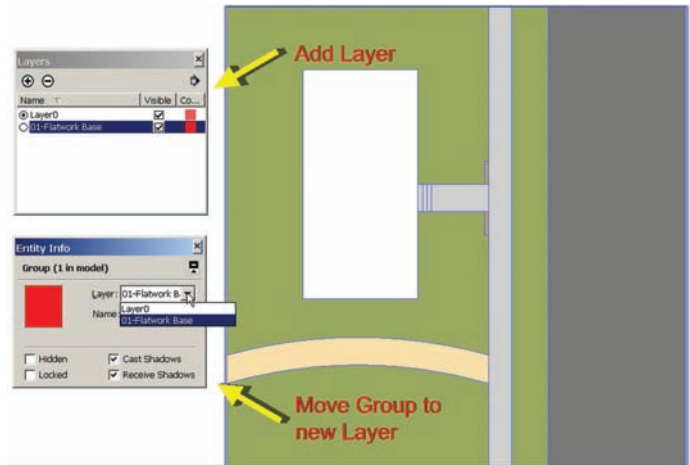 Layers
Add Layer
Name Visible Co...
Layer0
01-Flatwork Base
Entity Info
Group (1 in model)
Layer: 01-Flatwork B
Layer0
Name 01-Flatwork Base
Hidden Cast Shadows
Locked Receive Shadows
Move Group to
new Layer